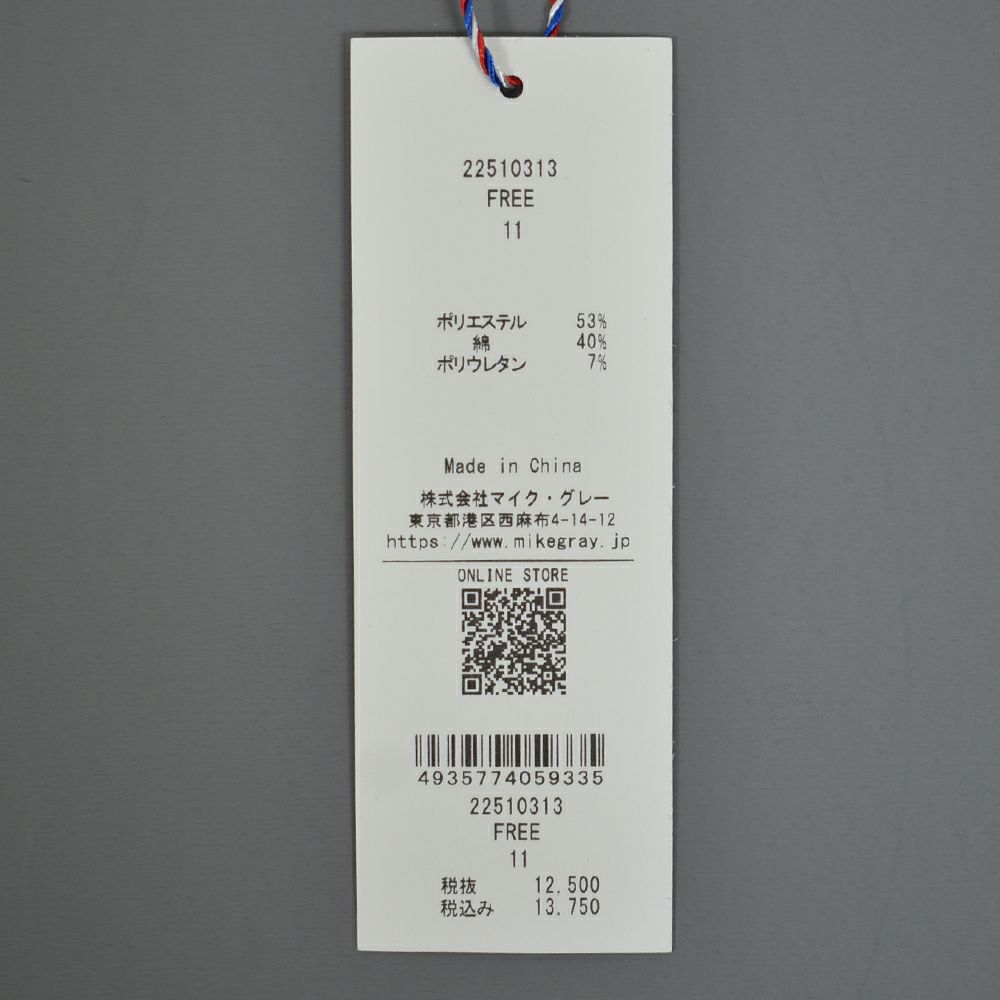 22510313
FREE
11
ポリエステル 53%
綿 40%
ポリウレタン 7%
Made in China
株式会社マイク・グレー
東京都港区西麻布4-14-12
https://www.mikegray.jp
ONLINE STORE
4935774059335
22510313
FREE
11
税抜 12,500
税込み 13,750